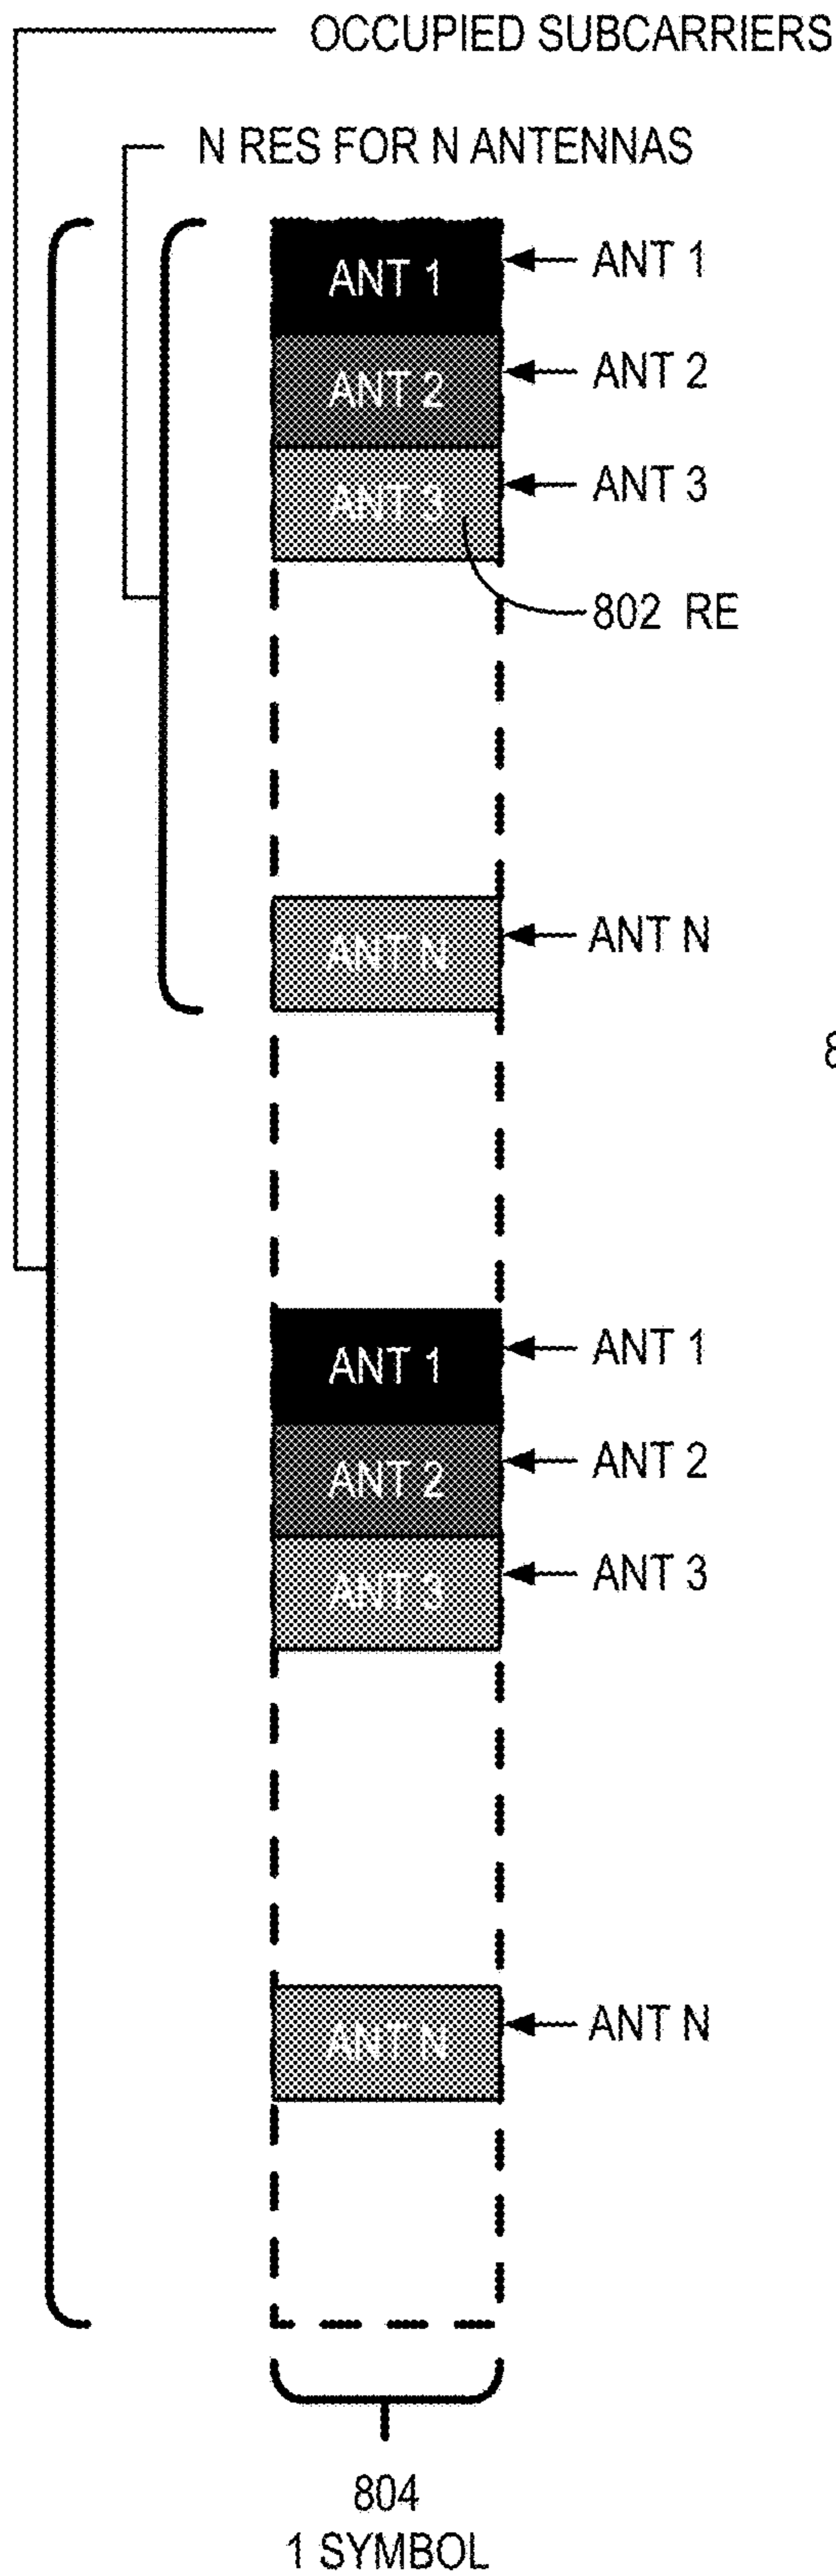 OCCUPIED SUBCARRIERS
N RES FOR N ANTENNAS
ANT 1 ANT 1
ANT 2 ANT 2
ANT 3 ANT 3
802 RE
ANT N ANT N
8
ANT 1 ANT 1
ANT 2 ANT 2
ANT 3 ANT 3
ANT N ANT N
804
1 SYMBOL